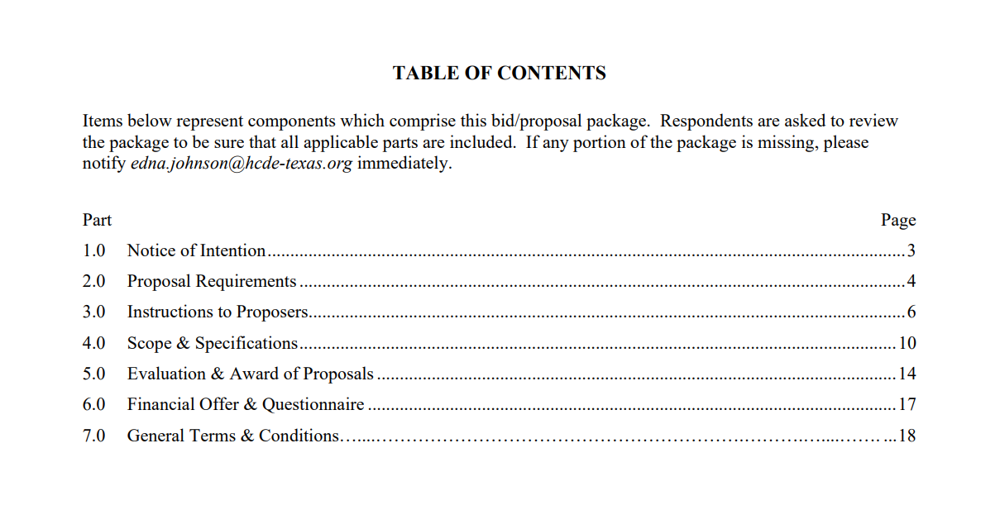 TABLE OF CONTENTS
Items below represent components which comprise this bid/proposal package.  Respondents are asked to review
the package to be sure that all applicable parts are included.  If any portion of the package is missing, please
notify edna.johnson@hcde-texas.org immediately.
Part Page
1.0 Notice of Intention........................................................................................................................................3
2.0 Proposal Requirements ................................................................................................................................4
3.0 Instructions to Proposers..............................................................................................................................6
4.0 Scope & Specifications..............................................................................................................................10
5.0 Evaluation & Award of Proposals .............................................................................................................14
6.0 Financial Offer & Questionnaire ...............................................................................................................17
7.0 General Terms & Conditions…...………………………………………………….……….…....……. ...18